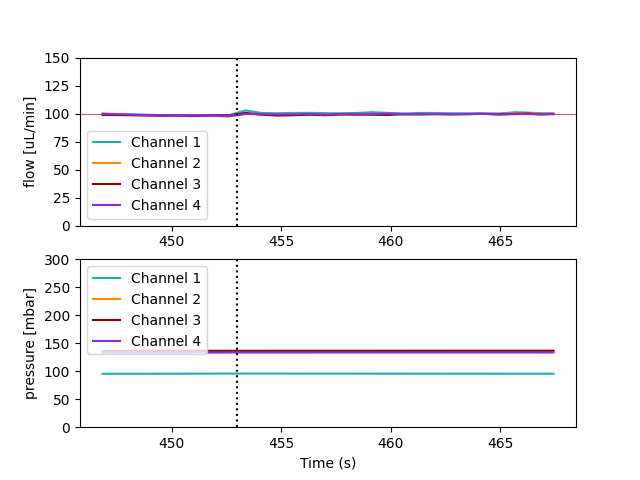 150
125
100
75
50
25
0
flow [uL/min]
Channel 1
Channel 2
Channel 3
Channel 4
450 455 460 465
300
250
200
150
100
50
0
pressure [mbar]
Channel 1
Channel 2
Channel 3
Channel 4
450 455 460 465
Time (s)